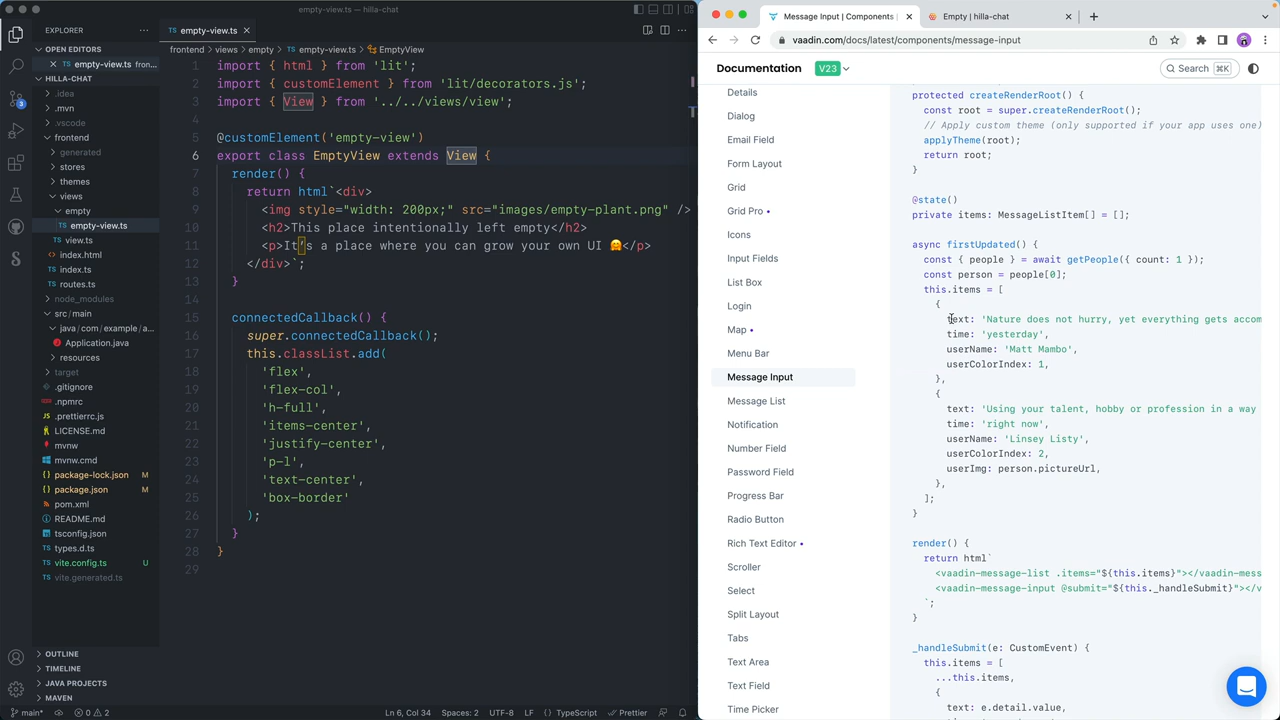 empty-view.ts — hilla-chat
EXPLORER
OPEN EDITORS
empty-view.ts fron...
HILLA-CHAT
.idea
.mvn
.vscode
frontend
generated
stores
themes
views
empty
empty-view.ts
view.ts
index.html
index.ts
routes.ts
node_modules
src/main
java/com/example/a...
Application.java
resources
target
.gitignore
.npmrc
.prettierrc.js
LICENSE.md
mvnw
mvnw.cmd
package-lock.json M
package.json M
pom.xml
README.md
tsconfig.json
types.d.ts
vite.config.ts U
vite.generated.ts
OUTLINE
TIMELINE
JAVA PROJECTS
MAVEN
main*
0 2
3
empty-view.ts
frontend > views > empty > empty-view.ts > EmptyView
1 import { html } from 'lit';
2 import { customElement } from 'lit/decorators.js';
3 import { View } from '../../views/view';
4
5 @customElement('empty-view')
6 export class EmptyView extends View {
7 render() {
8 return html`<div>
9 <img style="width: 200px;" src="images/empty-plant.png" />
10 <h2>This place intentionally left empty</h2>
11 <p>It's a place where you can grow your own UI 🤗</p>
12 </div>`;
13 }
14
15 connectedCallback() {
16 super.connectedCallback();
17 this.classList.add(
18 'flex',
19 'flex-col',
20 'h-full',
21 'items-center',
22 'justify-center',
23 'p-l',
24 'text-center',
25 'box-border'
26 );
27 }
28 }
29
Ln 6, Col 34 Spaces: 2 UTF-8 LF TypeScript Prettier
Message Input | Components |
Empty | hilla-chat
vaadin.com/docs/latest/components/message-input
Documentation V23
Search ⌘K
Details
Dialog
Email Field
Form Layout
Grid
Grid Pro •
Icons
Input Fields
List Box
Login
Map •
Menu Bar
Message Input
Message List
Notification
Number Field
Password Field
Progress Bar
Radio Button
Rich Text Editor •
Scroller
Select
Split Layout
Tabs
Text Area
Text Field
Time Picker
protected createRenderRoot() {
const root = super.createRenderRoot();
// Apply custom theme (only supported if your app uses one)
applyTheme(root);
return root;
}
@state()
private items: MessageListItem[] = [];
async firstUpdated() {
const { people } = await getPeople({ count: 1 });
const person = people[0];
this.items = [
{
text: 'Nature does not hurry, yet everything gets accom
time: 'yesterday',
userName: 'Matt Mambo',
userColorIndex: 1,
},
{
text: 'Using your talent, hobby or profession in a way
time: 'right now',
userName: 'Linsey Listy',
userColorIndex: 2,
userImg: person.pictureUrl,
},
];
}
render() {
return html`
<vaadin-message-list .items="${this.items}"></vaadin-mess
<vaadin-message-input @submit="${this._handleSubmit}"></v
`;
}
_handleSubmit(e: CustomEvent) {
this.items = [
...this.items,
{
text: e.detail.value,